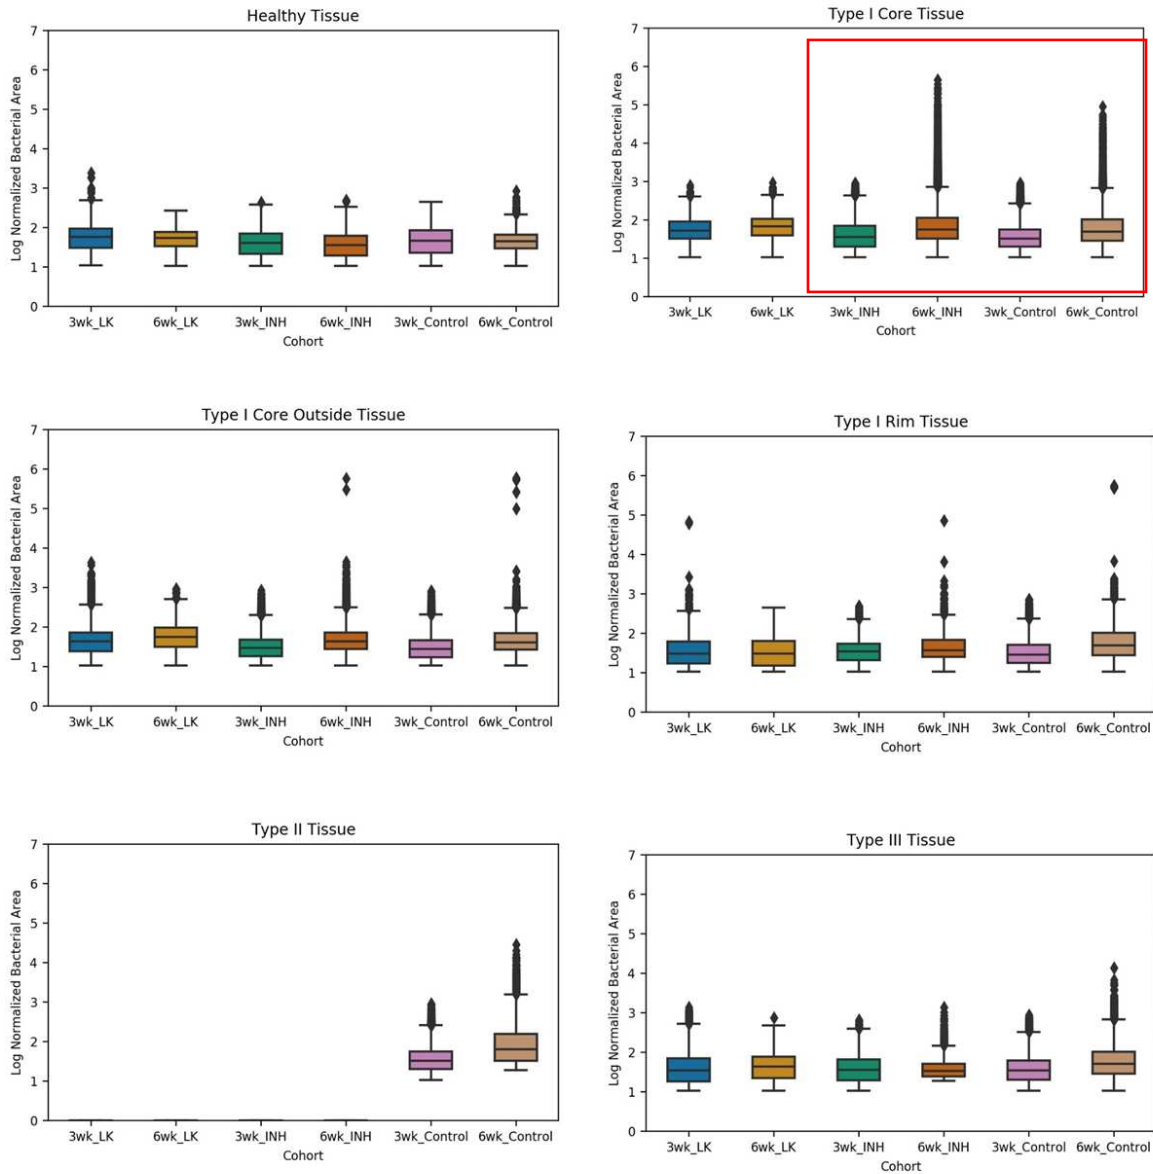 Healthy Tissue
7
6
5
4
3
2
1
0
Log Normalized Bacterial Area
3wk_LK 6wk_LK 3wk_INH 6wk_INH 3wk_Control 6wk_Control
Cohort
Type I Core Tissue
7
6
5
4
3
2
1
0
Log Normalized Bacterial Area
3wk_LK 6wk_LK 3wk_INH 6wk_INH 3wk_Control 6wk_Control
Cohort
Type I Core Outside Tissue
7
6
5
4
3
2
1
0
Log Normalized Bacterial Area
3wk_LK 6wk_LK 3wk_INH 6wk_INH 3wk_Control 6wk_Control
Cohort
Type I Rim Tissue
7
6
5
4
3
2
1
0
Log Normalized Bacterial Area
3wk_LK 6wk_LK 3wk_INH 6wk_INH 3wk_Control 6wk_Control
Cohort
Type II Tissue
7
6
5
4
3
2
1
0
Log Normalized Bacterial Area
3wk_LK 6wk_LK 3wk_INH 6wk_INH 3wk_Control 6wk_Control
Cohort
Type III Tissue
7
6
5
4
3
2
1
0
Log Normalized Bacterial Area
3wk_LK 6wk_LK 3wk_INH 6wk_INH 3wk_Control 6wk_Control
Cohort